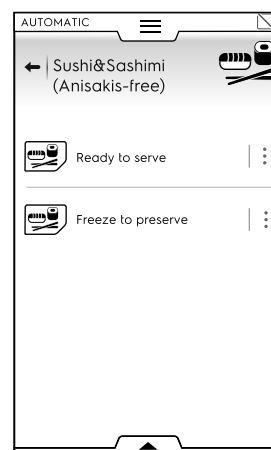 AUTOMATIC
Sushi&Sashimi
(Anisakis-free)
Ready to serve
Freeze to preserve